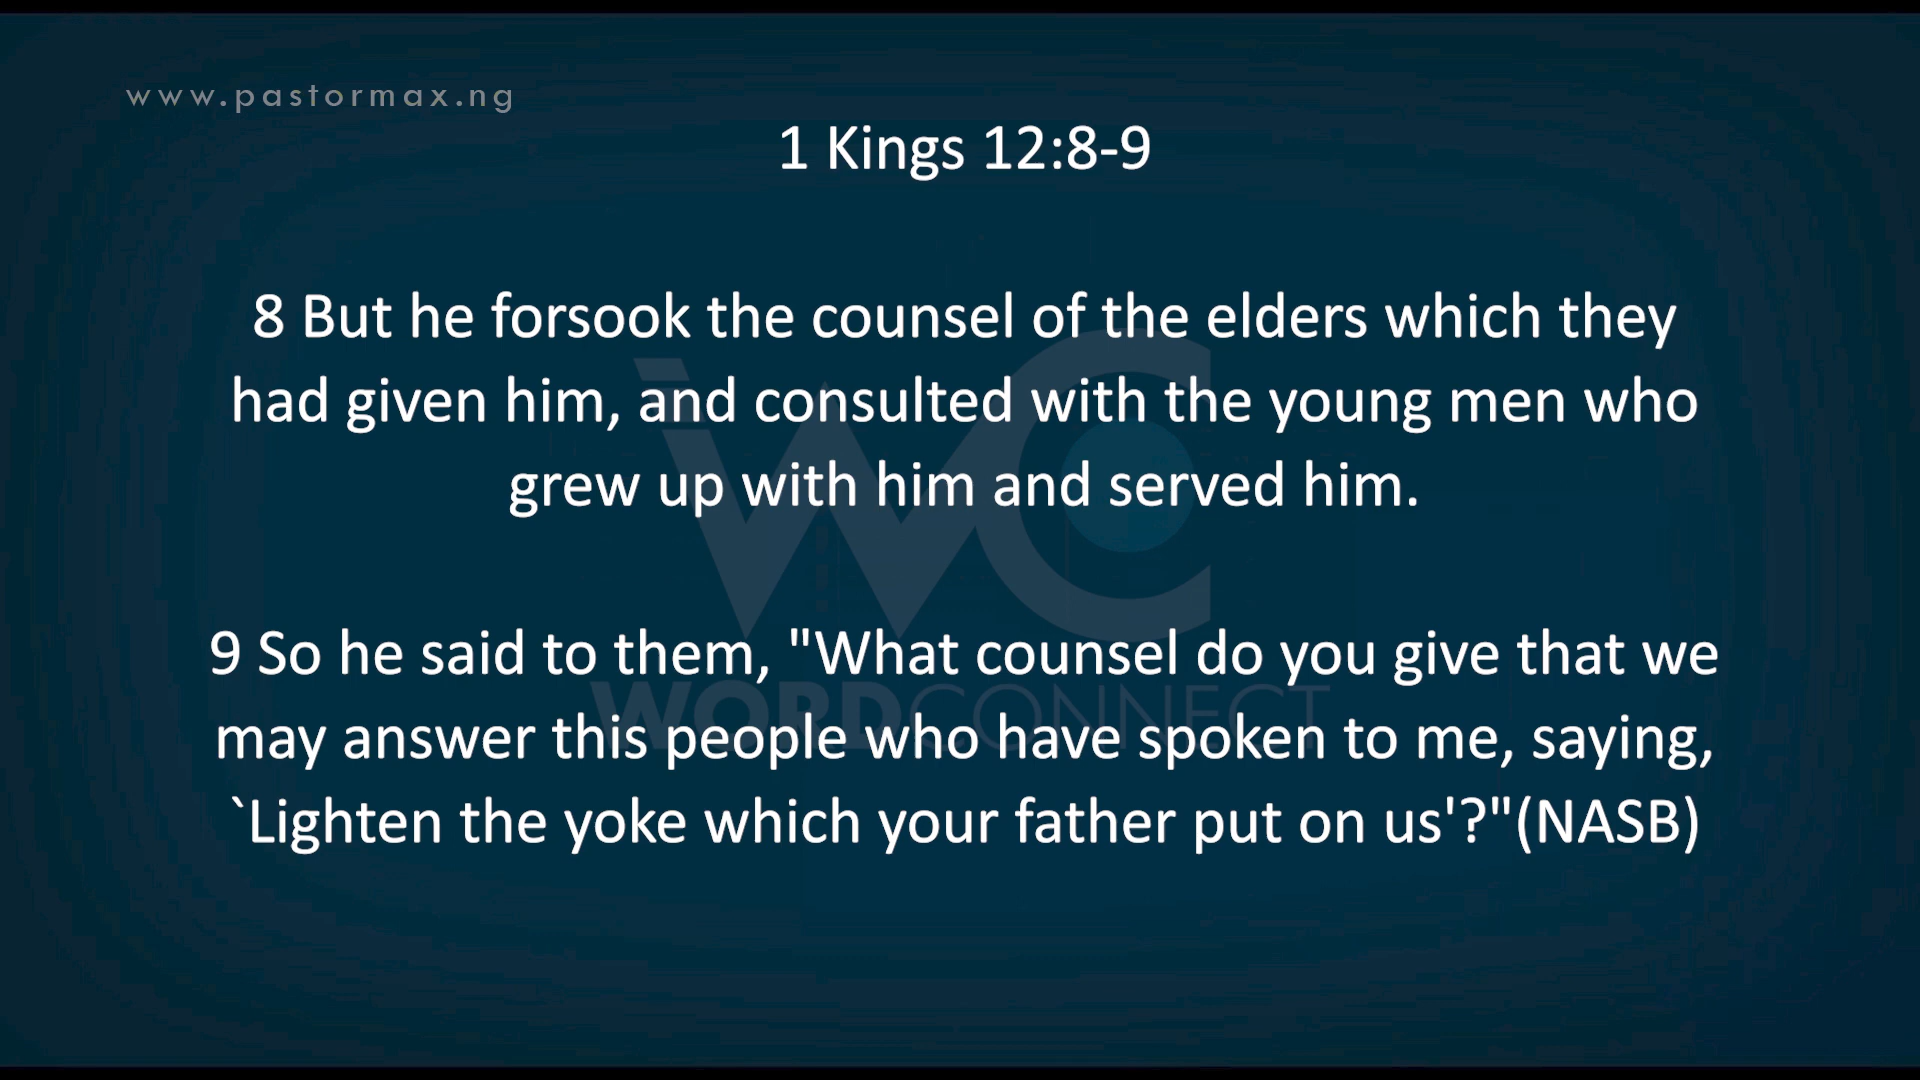 www.pastormax.ng
1 Kings 12:8-9
8 But he forsook the counsel of the elders which they
had given him, and consulted with the young men who
grew up with him and served him.
9 So he said to them, "What counsel do you give that we
may answer this people who have spoken to me, saying,
`Lighten the yoke which your father put on us'?"(NASB)
WC
WORDCONNECT